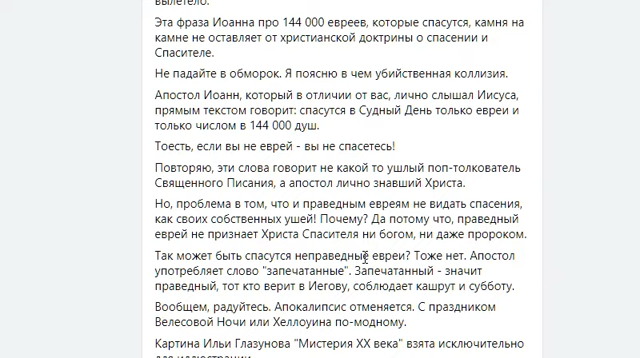 вылетело.
Эта фраза Иоанна про 144 000 евреев, которые спасутся, камня на
камне не оставляет от христианской доктрины о спасении и
Спасителе.
Не падайте в обморок. Я поясню в чем убийственная коллизия.
Апостол Иоанн, который в отличии от вас, лично слышал Иисуса,
прямым текстом говорит: спасутся в Судный День только евреи и
только числом в 144 000 душ.
Тоесть, если вы не еврей - вы не спасетесь!
Повторяю, эти слова говорит не какой то ушлый поп-толкователь
Священного Писания, а апостол лично знавший Христа.
Но, проблема в том, что и праведным евреям не видать спасения,
как своих собственных ушей! Почему? Да потому что, праведный
еврей не признает Христа Спасителя ни богом, ни даже пророком.
Так может быть спасутся неправедные евреи? Тоже нет. Апостол
употребляет слово "запечатанные". Запечатанный - значит
праведный, тот кто верит в Иегову, соблюдает кашрут и субботу.
Вообщем, радуйтесь. Апокалипсис отменяется. С праздником
Велесовой Ночи или Хеллоуина по-модному.
Картина Ильи Глазунова "Мистерия ХХ века" взята исключительно
для иллюстрации.